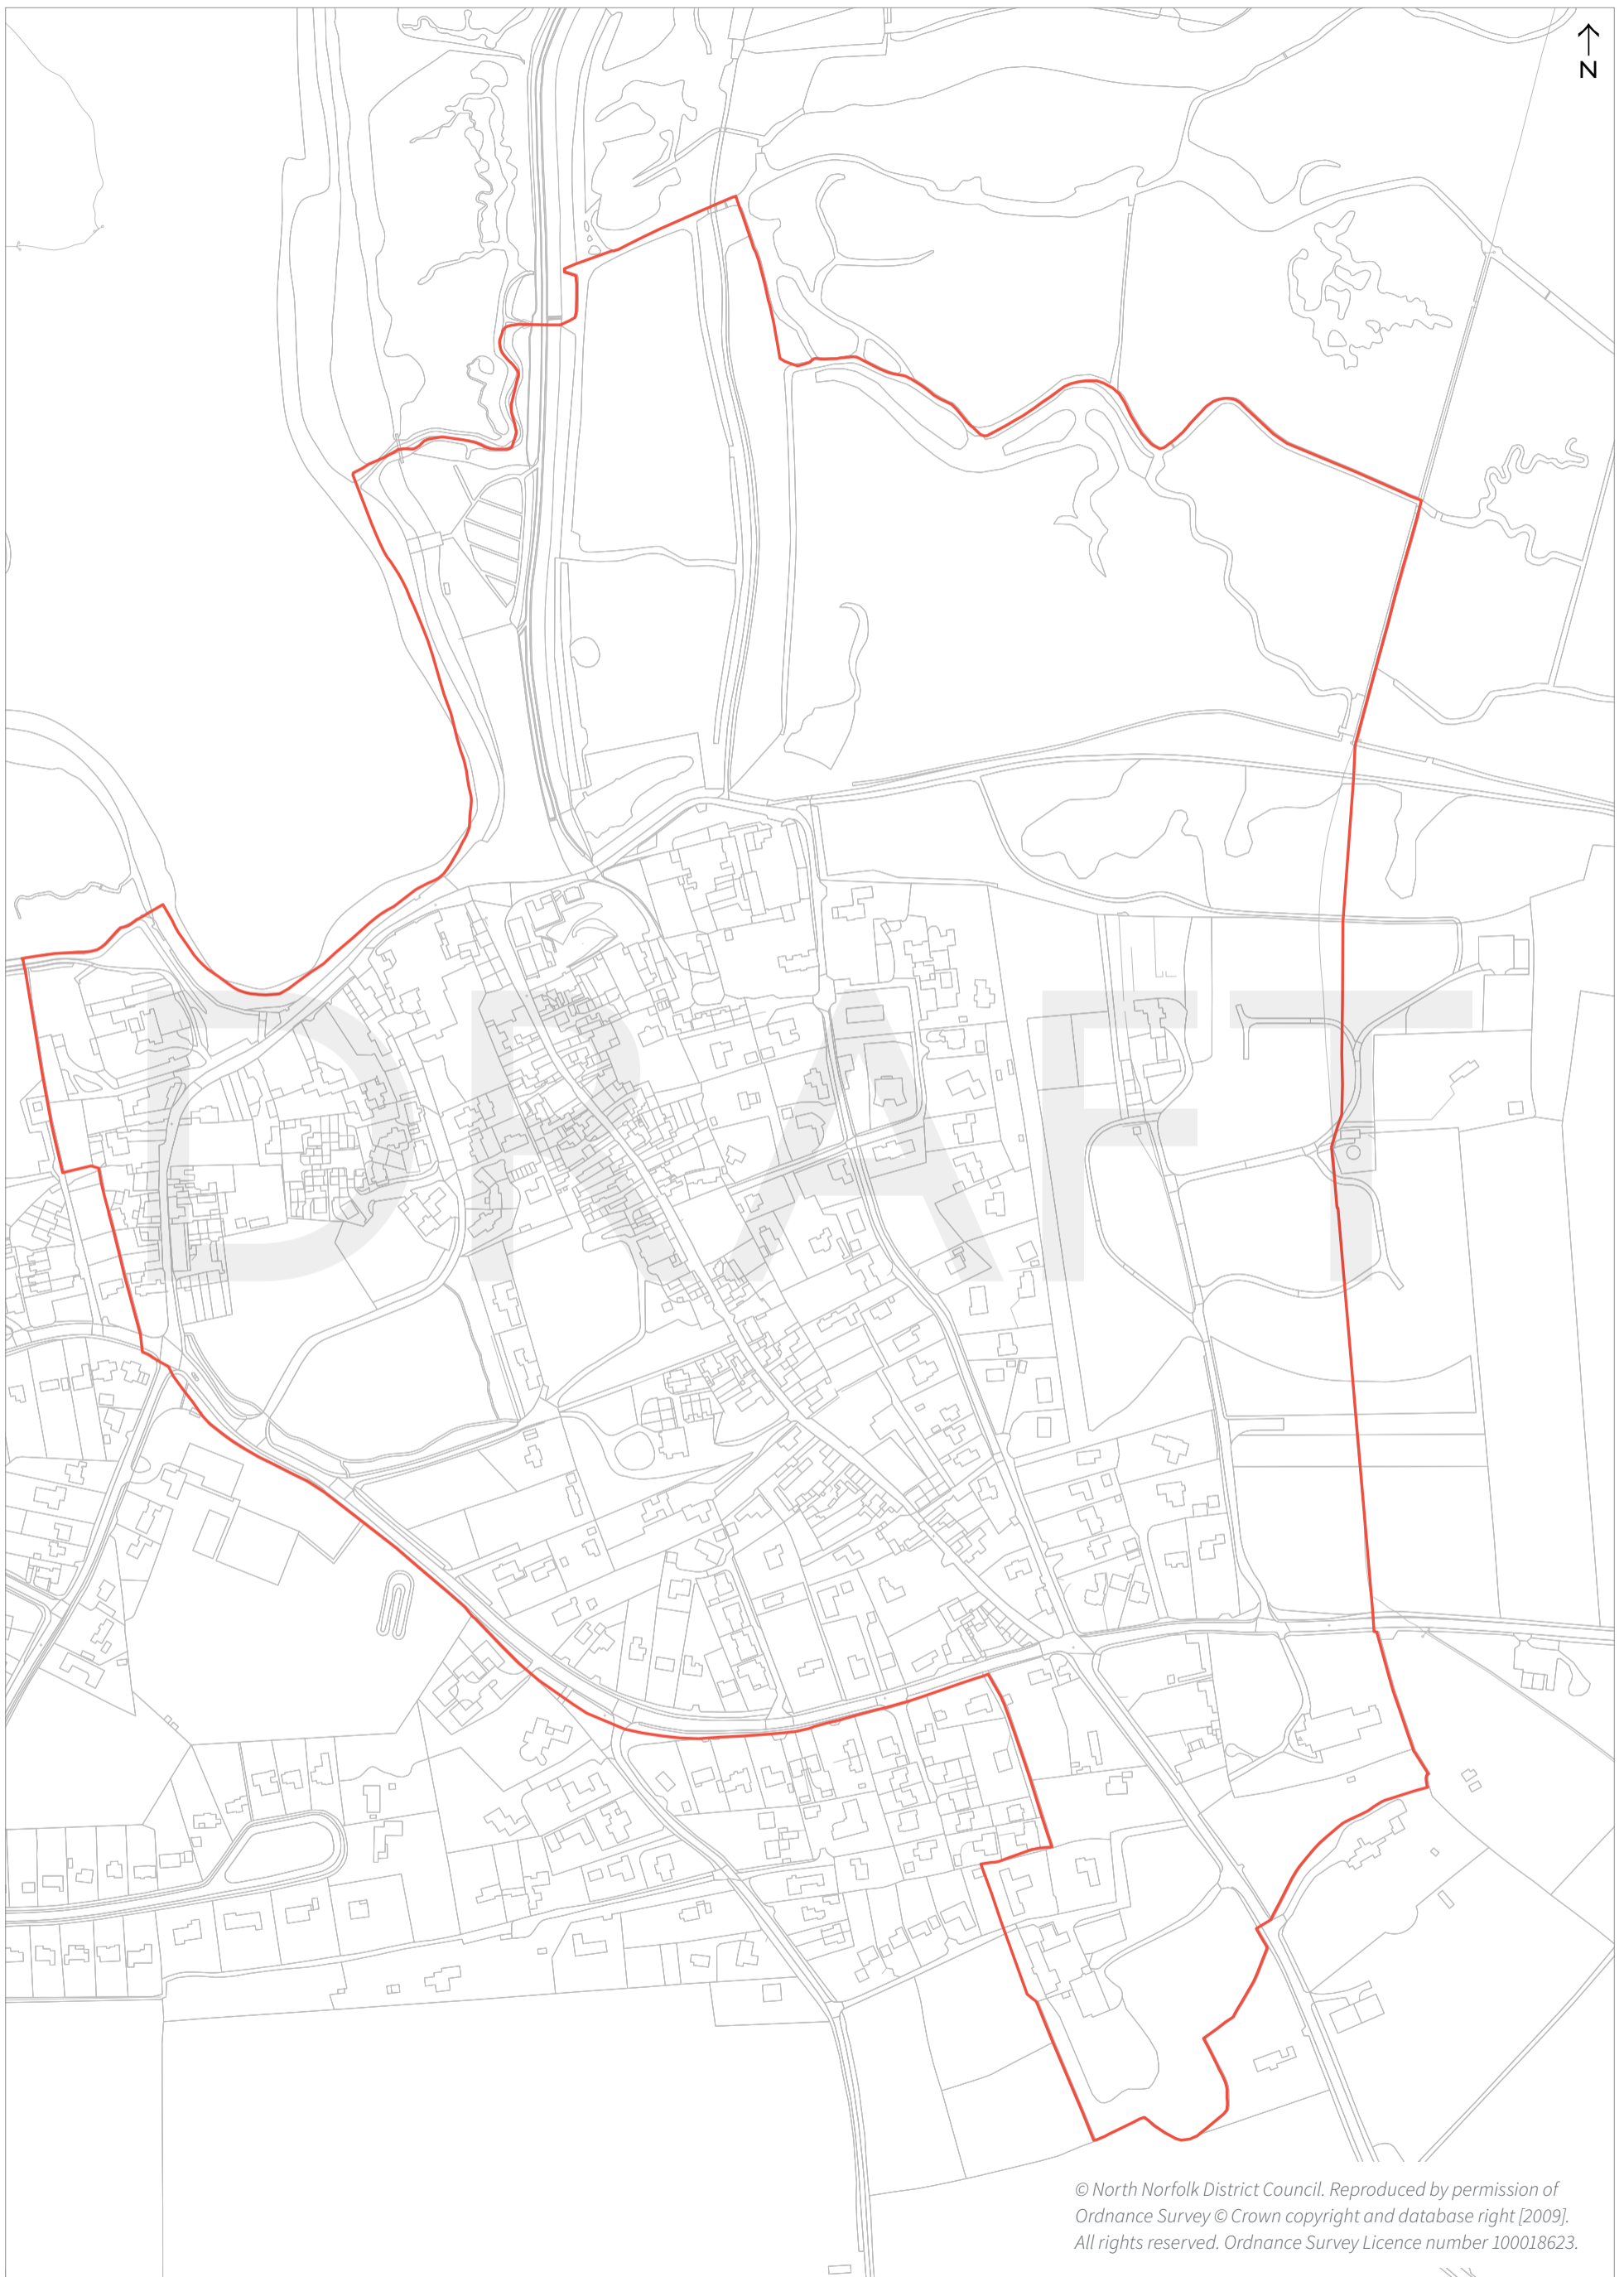 N
DRAFT
© North Norfolk District Council. Reproduced by permission of
Ordnance Survey © Crown copyright and database right [2009].
All rights reserved. Ordnance Survey Licence number 100018623.